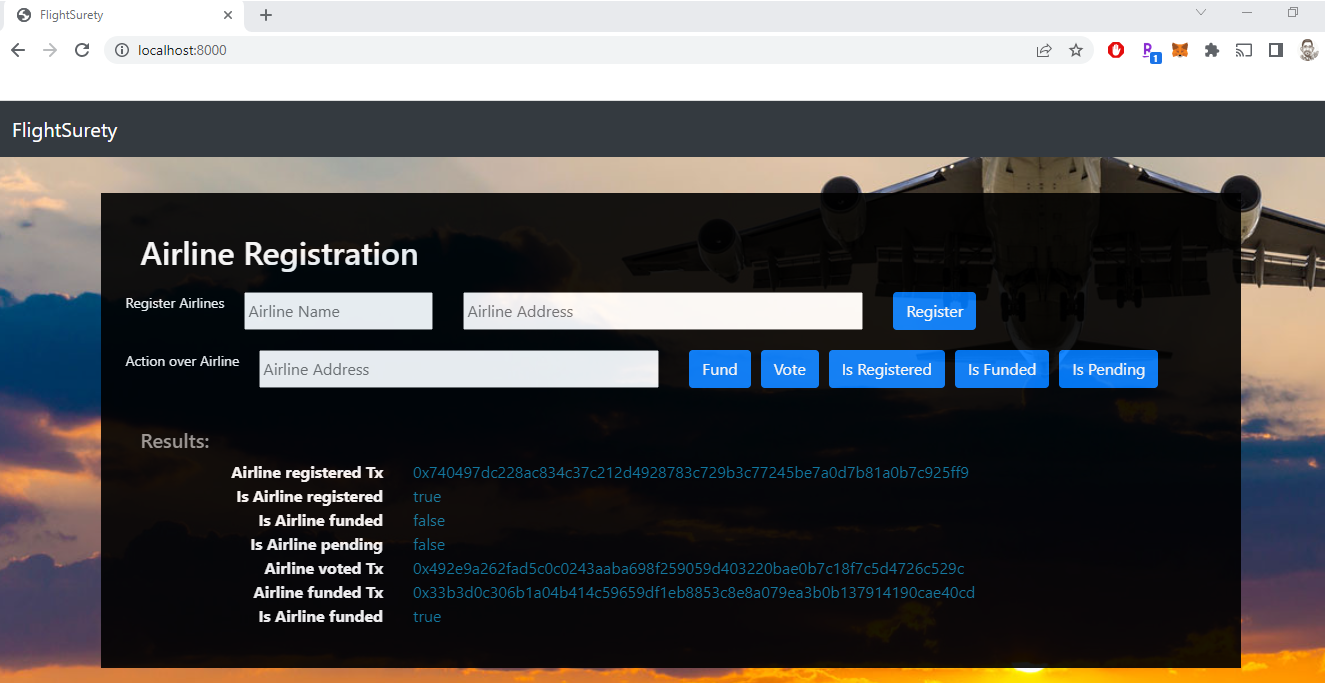 FlightSurety
localhost:8000
1
FlightSurety
Airline Registration
Register Airlines Airline Name Airline Address Register
Action over Airline Airline Address Fund Vote Is Registered Is Funded Is Pending
Results:
Airline registered Tx 0x740497dc228ac834c37c212d4928783c729b3c77245be7a0d7b81a0b7c925ff9
Is Airline registered true
Is Airline funded false
Is Airline pending false
Airline voted Tx 0x492e9a262fad5c0c0243aaba698f259059d403220bae0b7c18f7c5d4726c529c
Airline funded Tx 0x33b3d0c306b1a04b414c59659df1eb8853c8e8a079ea3b0b137914190cae40cd
Is Airline funded true